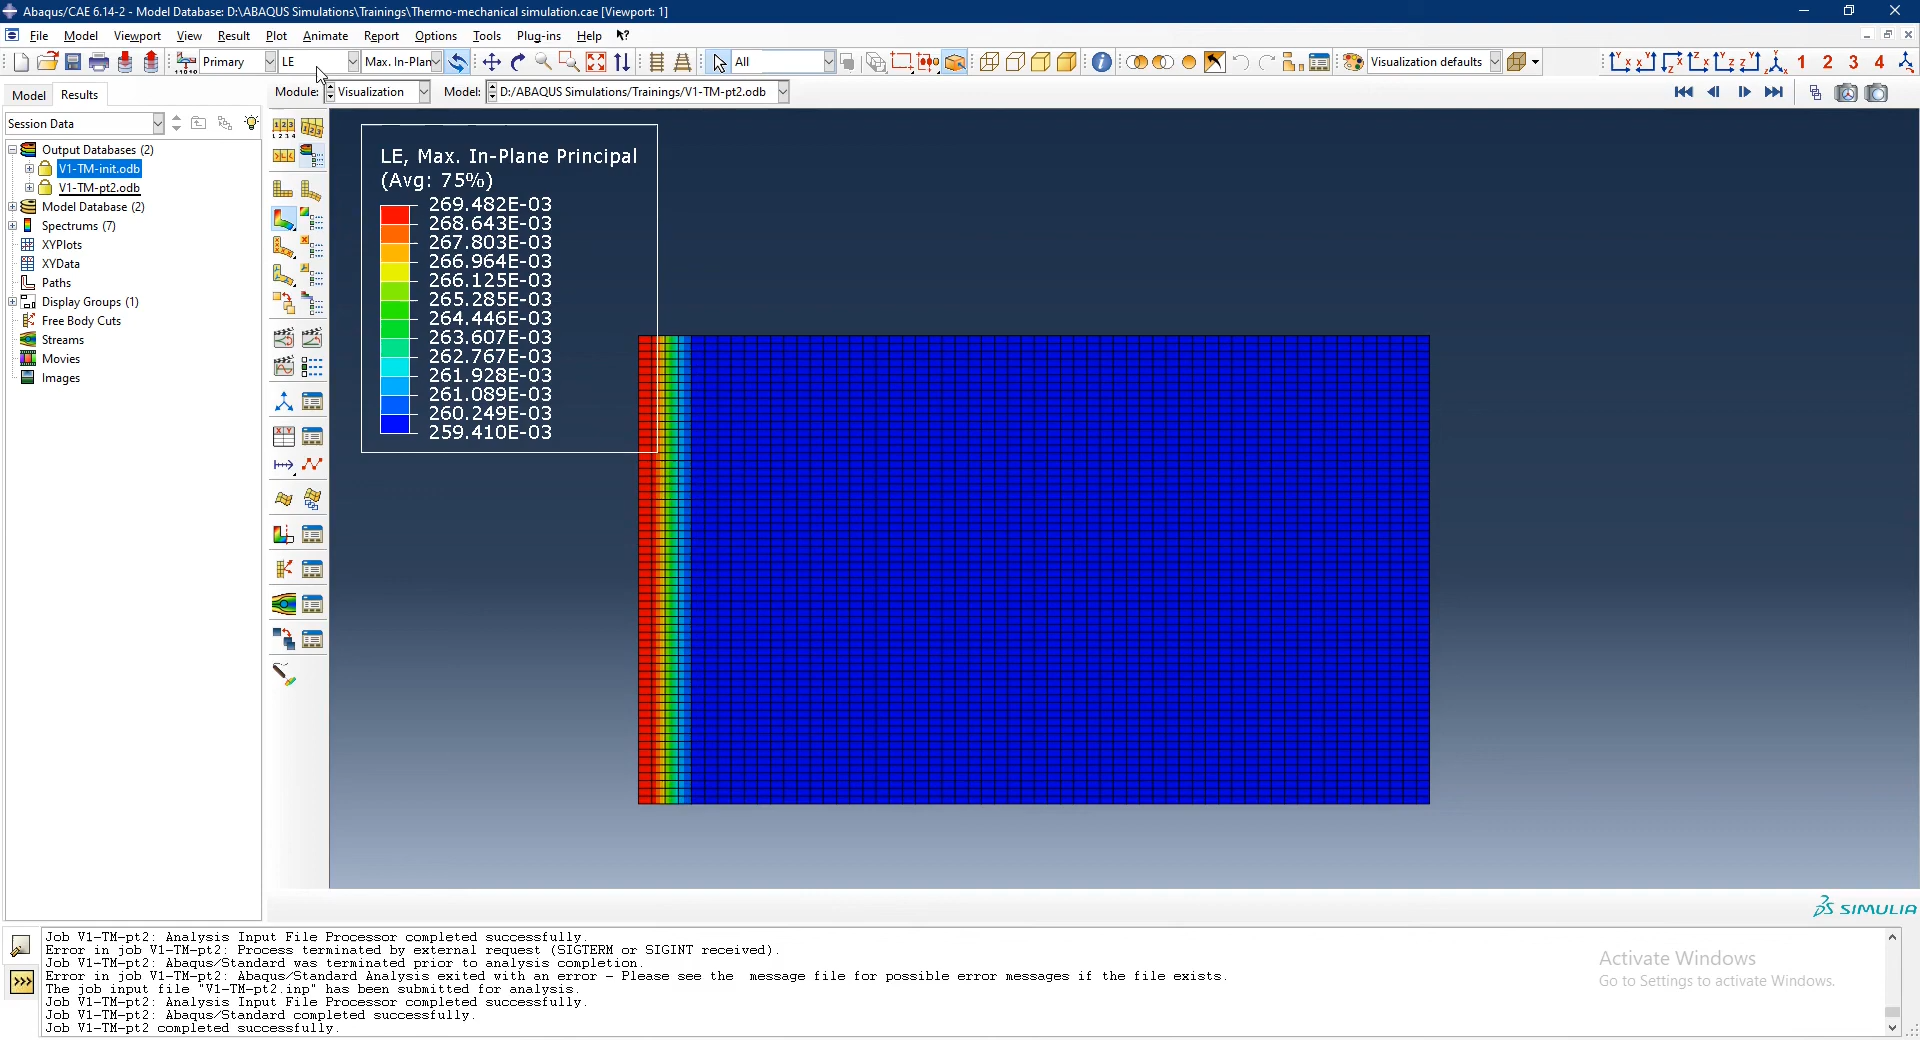 Abaqus/CAE 6.14-2 - Model Database: D:\ABAQUS Simulations\Trainings\Thermo-mechanical simulation.cae [Viewport: 1]
File Model Viewport View Result Plot Animate Report Options Tools Plug-ins Help
Primary LE Max. In-Plan All Visualization defaults 1 2 3 4
Model Results Module: Visualization Model: D:/ABAQUS Simulations/Trainings/V1-TM-pt2.odb
Session Data
Output Databases (2)
V1-TM-init.odb
V1-TM-pt2.odb
Model Database (2)
Spectrums (7)
XYPlots
XYData
Paths
Display Groups (1)
Free Body Cuts
Streams
Movies
Images
LE, Max. In-Plane Principal
(Avg: 75%)
269.482E-03
268.643E-03
267.803E-03
266.964E-03
266.125E-03
265.285E-03
264.446E-03
263.607E-03
262.767E-03
261.928E-03
261.089E-03
260.249E-03
259.410E-03
SIMULIA
Job V1-TM-pt2: Analysis Input File Processor completed successfully.
Error in job V1-TM-pt2: Process terminated by external request (SIGTERM or SIGINT received).
Job V1-TM-pt2: Abaqus/Standard was terminated prior to analysis completion.
Error in job V1-TM-pt2: Abaqus/Standard Analysis exited with an error - Please see the message file for possible error messages if the file exists.
The job input file "V1-TM-pt2.inp" has been submitted for analysis.
Job V1-TM-pt2: Analysis Input File Processor completed successfully.
Job V1-TM-pt2: Abaqus/Standard completed successfully.
Job V1-TM-pt2 completed successfully.
Activate Windows
Go to Settings to activate Windows.